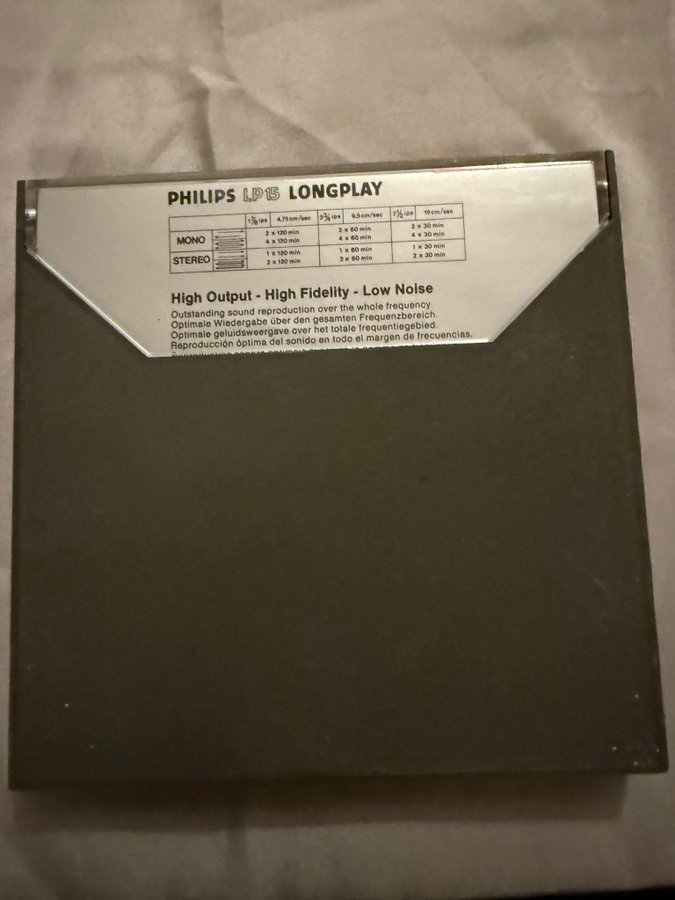 PHILIPS LP15 LONGPLAY
1⅞ ips 4,75 cm/sec 3¾ ips 9,5 cm/sec 7½ ips 19 cm/sec
MONO
2 x 120 min 2 x 60 min 2 x 30 min
4 x 120 min 4 x 60 min 4 x 30 min
STEREO
1 x 120 min 1 x 60 min 1 x 30 min
2 x 120 min 2 x 60 min 2 x 30 min
High Output - High Fidelity - Low Noise
Outstanding sound reproduction over the whole frequency.
Optimale Wiedergabe über den gesamten Frequenzbereich.
Optimale geluidsweergave over het totale frequentiegebied.
Reproducción óptima del sonido en todo el margen de frecuencias.